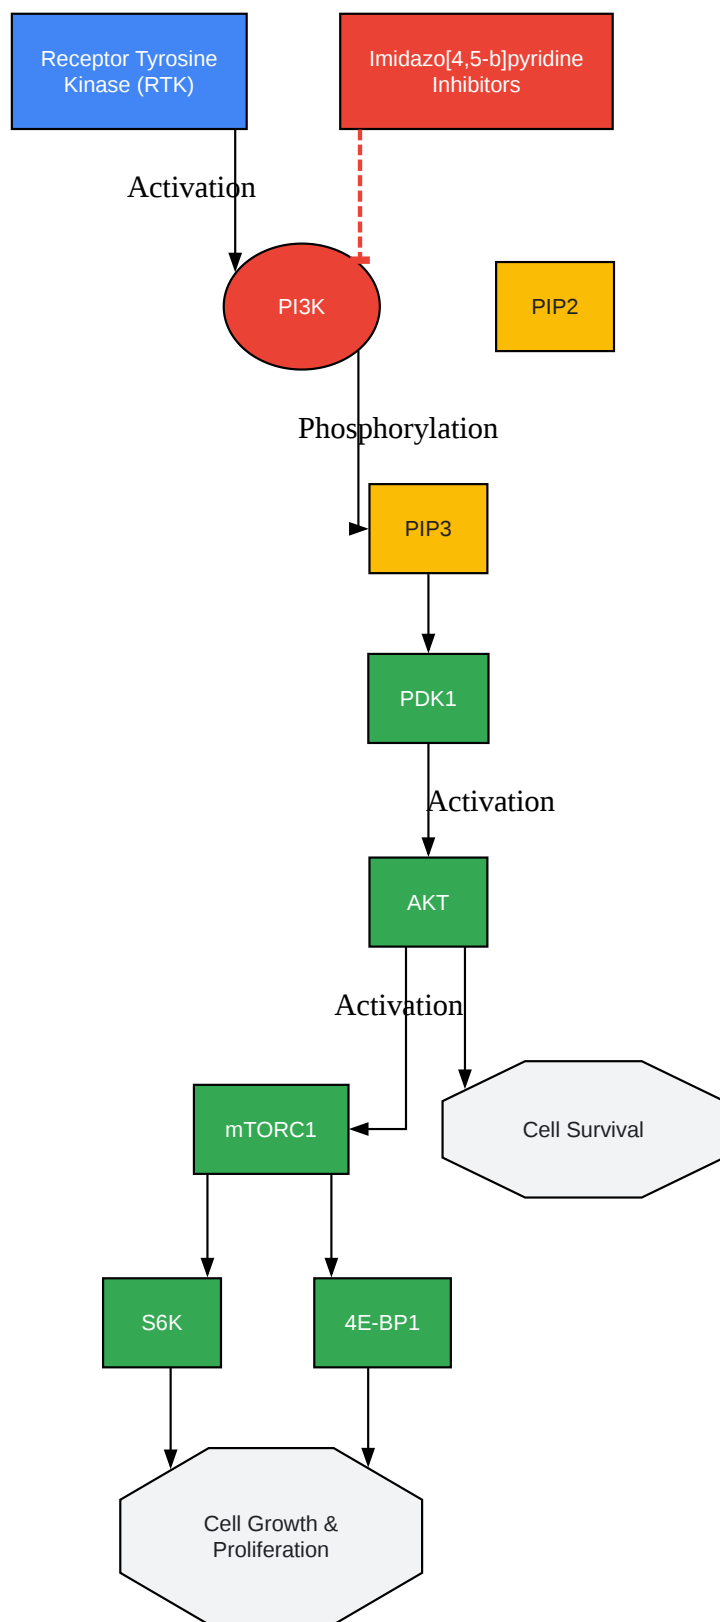 Receptor Tyrosine
Kinase (RTK)
Imidazo[4,5-b]pyridine
Inhibitors
Activation
PI3K
PIP2
Phosphorylation
PIP3
PDK1
Activation
AKT
Activation
mTORC1
Cell Survival
S6K
4E-BP1
Cell Growth &
Proliferation